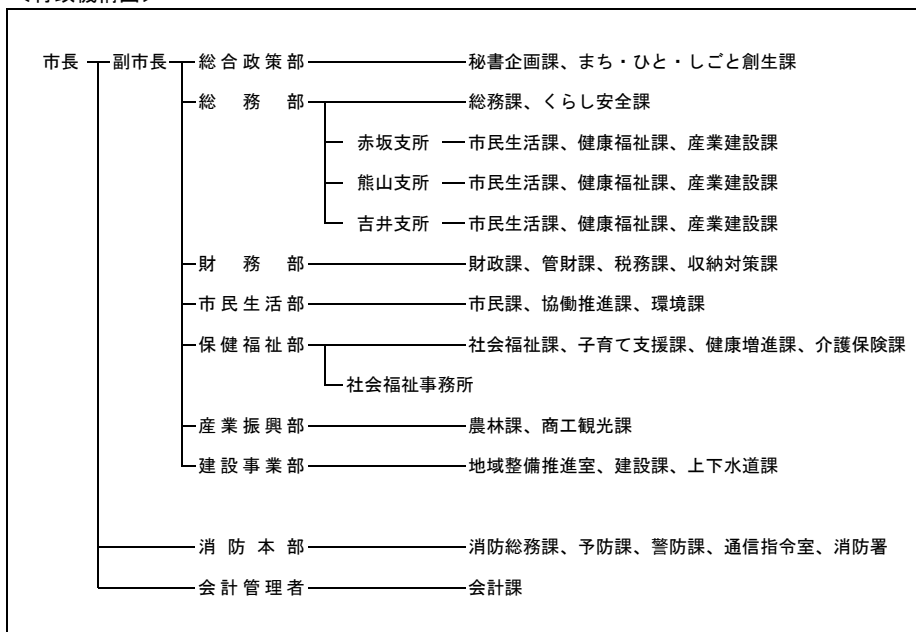 市長 副市長 総合政策部 秘書企画課、まち・ひと・しごと創生課
総務部 総務課、くらし安全課
赤坂支所 市民生活課、健康福祉課、産業建設課
熊山支所 市民生活課、健康福祉課、産業建設課
吉井支所 市民生活課、健康福祉課、産業建設課
財務部 財政課、管財課、税務課、収納対策課
市民生活部 市民課、協働推進課、環境課
保健福祉部 社会福祉課、子育て支援課、健康増進課、介護保険課
社会福祉事務所
産業振興部 農林課、商工観光課
建設事業部 地域整備推進室、建設課、上下水道課
消防本部 消防総務課、予防課、警防課、通信指令室、消防署
会計管理者 会計課